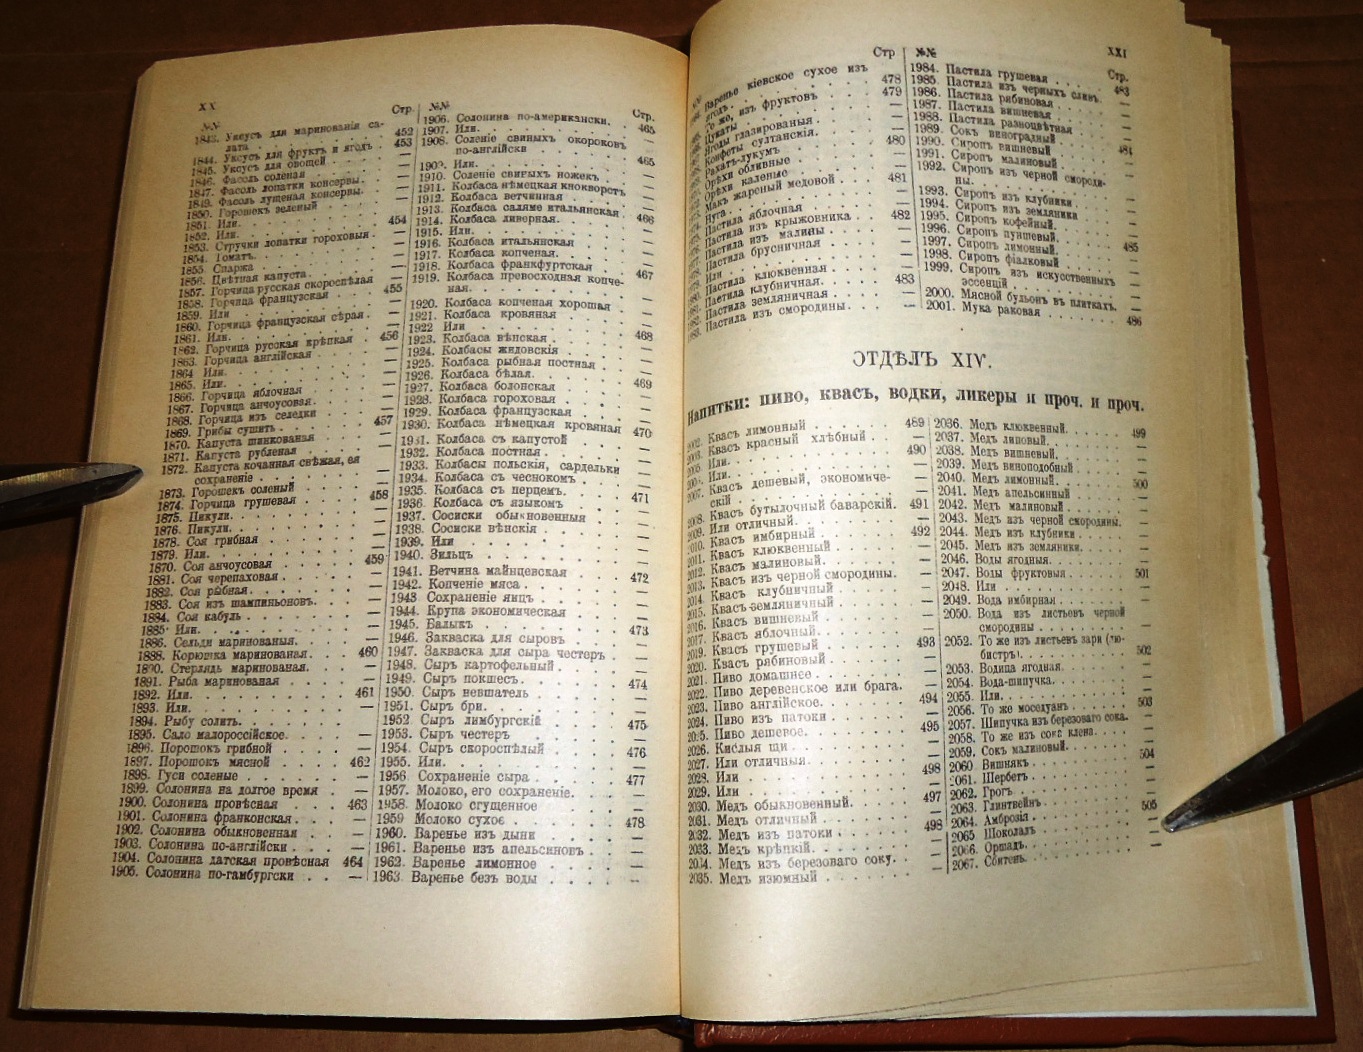 XX
№№ Стр.
1843. Уксусъ для маринованія са-
лата . . . . . . 452
1844. Уксусъ для фруктъ и ягодъ 453
1845. Уксусъ для овощей . . . —
1846. Фасоль соленая . . . . —
1847. Фасоль лопатки консервы. —
1849. Фасоль лущеная консервы. —
1850. Горошекъ зеленый . . . —
1851. Или. . . . . . 454
1852. Или. . . . . . —
1853. Стручки лопатки гороховыя . —
1854. Томатъ. . . . . . —
1855. Спаржа . . . . . —
1856. Цвѣтная капуста . . . . —
1857. Горчица русская скороспѣлая 455
1858. Горчица французская . . . —
1859. Или . . . . . . —
1860. Горчица французская сѣрая. —
1861. Или. . . . . . —
1862. Горчица русская крѣпкая . 456
1863. Горчица англійская . . . —
1864 Или. . . . . . —
1865. Или. . . . . . —
1866. Горчица яблочная . . . —
1867. Горчица анчоусовая. . . . —
1868. Горчица изъ селедки . . . 457
1869. Грибы сушить . . . . —
1870. Капуста шинкованая . . . —
1871. Капуста рубленая . . . —
1872. Капуста кочанная свѣжая, ея
сохраненіе . . . . . —
1873. Горошекъ соленый . . . 458
1874. Горчица грушевая . . . —
1875. Пикули. . . . . . —
1876. Пикули. . . . . . —
1878. Соя грибная . . . . —
1879. Или. . . . . . 459
1870. Соя анчоусовая . . . . —
1881. Соя черепаховая . . . . —
1882. Соя рыбная . . . . . —
1883. Соя изъ шампиньоновъ. . . —
1884. Соя кабуль . . . . . —
1885· Или. . . . . . —
1886. Сельди маринованыя. . . . —
1888. Корюшка маринованая. . . 460
1890. Стерлядь маринованая. . . —
1891. Рыба маринованая . . . —
1892. Или. . . . . . 461
1893. Или. . . . . . —
1894. Рыбу солить. . . . . —
1895. Сало малороссійское. . . . —
1896. Порошокъ грибной . . . —
1897. Порошокъ мясной . . . 462
1898. Гуси соленые . . . . —
1899. Солонина на долгое время . —
1900. Солонина провѣсная . . . 463
1901. Солонина франконская. . . —
1902. Солонина обыкновенная . . —
1903. Солонина по-англійски . . —
1904. Солонина датская провѣсная 464
1905. Солонина по-гамбургски . . —
№№ Стр.
1906. Солонина по-американски. . 465
1907. Или. . . . . . —
1908. Соленіе свиныхъ окороковъ
по-англійски . . . . 465
1909. Или. . . . . . —
1910. Соленіе свиныхъ ножекъ . . —
1911. Колбаса нѣмецкая кнокворстъ —
1912. Колбаса ветчинная . . . —
1913. Колбаса саляме итальянская . —
1914. Колбаса ливерная. . . . 466
1915. Или. . . . . . —
1916. Колбаса итальянская . . . —
1917. Колбаса копченая. . . . —
1918. Колбаса франкфуртская . . —
1919. Колбаса превосходная копче- 467
ная. . . . . . —
1920. Колбаса копченая хорошая . —
1921. Колбаса кровяная . . . —
1922 Или . . . . . . —
1923. Колбаса вѣнская . . . . 468
1924. Колбасы жидовскія . . . —
1925. Колбаса рыбная постная . . —
1926. Колбаса бѣлая. . . . . —
1927. Колбаса болонская . . . 469
1928. Колбаса гороховая . . . —
1929. Колбаса французская . . . —
1930. Колбаса нѣмецкая кровяная 470
1931. Колбаса съ капустой . . . —
1932. Колбаса постная . . . . —
1933. Колбасы польскія, сардельки —
1934. Колбаса съ чеснокомъ . . —
1935. Колбаса съ перцемъ. . . . 471
1936. Колбаса съ языкомъ . . . —
1937. Сосиски обыкновенныя . . —
1938. Сосиски вѣнскія . . . . —
1939. Или . . . . . . —
1940. Зильцъ . . . . . . —
1941. Ветчина майнцевская . . . 472
1942. Копченіе мяса. . . . . —
1943 Сохраненіе яицъ . . . . —
1944. Крупа экономическая . . . —
1945. Балыкъ . . . . . . 473
1946. Закваска для сыровъ . . . —
1947. Закваска для сыра честеръ . —
1948. Сыръ картофельный . . . —
1949. Сыръ покшесъ. . . . . 474
1950. Сыръ невшатель . . . . —
1951. Сыръ бри. . . . . . —
1952 Сыръ лимбургскій . . . 475
1953. Сыръ честеръ . . . . —
1954. Сыръ скороспѣлый . . . 476
1955. Или. . . . . . —
1956 Сохраненіе сыра . . . . 477
1957. Молоко, его сохраненіе. . . —
1958. Молоко сгущенное . . . —
1959 Молоко сухое . . . . . 478
1960. Варенье изъ дыни . . . —
1961. Варенье изъ апельсиновъ . . —
1962. Варенье лимонное . . . —
1963. Варенье безъ воды . . . . —
XXI
Стр
Варенье кіевское сухое изъ
ягодъ. . . . . . 478
То же, изъ фруктовъ . . . 479
Цукаты . . . . . . —
Ягоды глазированыя . . . —
Конфеты султанскія. . . . —
Рахатъ-лукумъ . . . . 480
Орѣхи обливные . . . . —
Орѣхи каленые . . . . —
Макъ жареный медовой . . . 481
Нуга . . . . . . —
Пастила яблочная . . . . —
Пастила изъ крыжовника . . 482
Пастила изъ малины . . . —
Пастила брусничная . . . —
Или . . . . . . —
Пастила клюквенная . . . —
Пастила клубничная. . . . 483
Пастила земляничная . . . —
Пастила изъ смородины. . . —
№№ Стр.
1984. Пастила грушевая . . . . 483
1985. Пастила изъ черныхъ сливъ. —
1986. Пастила рябиновая . . . —
1987. Пастила вишневая . . . —
1988. Пастила разноцвѣтная . . —
1989. Сокъ виноградный . . . —
1990. Сиропъ вишневый . . . 484
1991. Сиропъ малиновый . . . —
1992. Сиропъ изъ черной смороди-
ны. . . . . . —
1993. Сиропъ изъ клубники . . . —
1994. Сиропъ изъ земляники . . —
1995. Сиропъ кофейный. . . . —
1996. Сиропъ пуншевый. . . . —
1997. Сиропъ лимонный. . . . 485
1998. Сиропъ фіалковый . . . —
1999. Сиропъ изъ искусственныхъ
эссенцій . . . . . —
2000. Мясной бульонъ въ плиткахъ. —
2001. Мука раковая . . . . 486
ОТДѢЛЪ XIV.
Напитки: пиво, квасъ, водки, ликеры и проч. и проч.
2002. Квасъ лимонный . . . . 489
2003. Квасъ красный хлѣбный . . —
2005. Или. . . . . . 490
Или. . . . . . —
2007. Квасъ дешевый, экономиче-
скій . . . . . . —
2008. Квасъ бутылочный баварскій. 491
2009. Или отличный. . . . . —
2010. Квасъ имбирный . . . . 492
2011. Квасъ клюквенный . . . —
2012. Квасъ малиновый. . . . —
2013. Квасъ изъ черной смородины. —
2014. Квасъ клубничный . . . —
2015. Квасъ земляничный . . . —
2016. Квасъ вишневый . . . . —
2017. Квасъ яблочный. . . . . —
2019. Квасъ грушевый . . . . 493
2020. Квасъ рябиновый . . . . —
2021. Пиво домашнее . . . . —
2022. Пиво деревенское или брага. —
2023. Пиво англійское. . . . . 494
2024. Пиво изъ патоки . . . . —
2025. Пиво дешевое. . . . . 495
2026. Кислыя щи . . . . . —
2027. Или отличныя. . . . . —
2028. Или . . . . . . 498
2029. Или . . . . . . —
2030. Медъ обыкновенный. . . . 497
2031. Медъ отличный . . . . —
2032. Медъ изъ патоки . . . . 498
2033. Медъ крѣпкій. . . . . —
2034. Медъ изъ березоваго соку. . —
2035. Медъ изюмный . . . . —
2036. Медъ клюквенный. . . . 499
2037. Медъ липовый. . . . . —
2038. Медъ вишневый. . . . . —
2039. Медъ виноподобный . . . —
2040. Медъ лимонный. . . . . 500
2041. Медъ апельсинный . . . —
2042. Медъ малиновый . . . . —
2043. Медъ изъ черной смородины. —
2044. Медъ изъ клубники . . . —
2045. Медъ изъ земляники. . . . —
2046. Воды ягодныя. . . . . —
2047. Воды фруктовыя . . . . 501
2048. Или . . . . . . —
2049. Вода имбирная . . . . —
2050. Вода изъ листьевъ черной
смородины . . . . . —
2052. То же изъ листьевъ зари (лю-
бистръ). . . . . . 502
2053. Водица ягодная. . . . . —
2054. Вода-шипучка. . . . . —
2055. Или. . . . . . —
2056. То же моседуанъ . . . . 503
2057. Шипучка изъ березоваго сока. —
2058. То же изъ сока клена. . . —
2059. Сокъ малиновый. . . . . —
2060. Вишнякъ . . . . . 504
2061. Шербетъ . . . . . —
2062. Грогъ . . . . . . —
2063. Глинтвейнъ . . . . . —
2064. Амброзія . . . . . 505
2065 Шоколадъ . . . . . —
2066. Оршадъ. . . . . . —
2067. Сбитень. . . . . . —